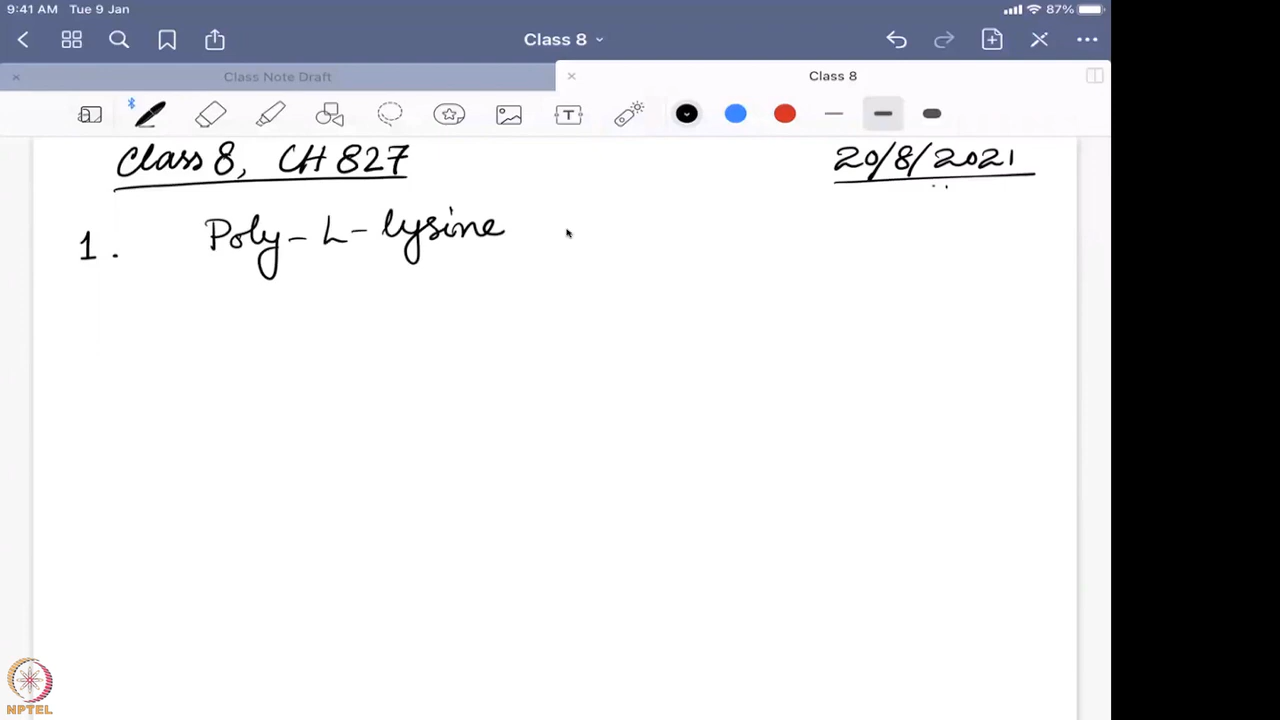 9:41 AM Tue 9 Jan 87%
Class 8
Class Note Draft
Class 8
Class 8, CH 827 20/8/2021
1. Poly-L-lysine
NPTEL